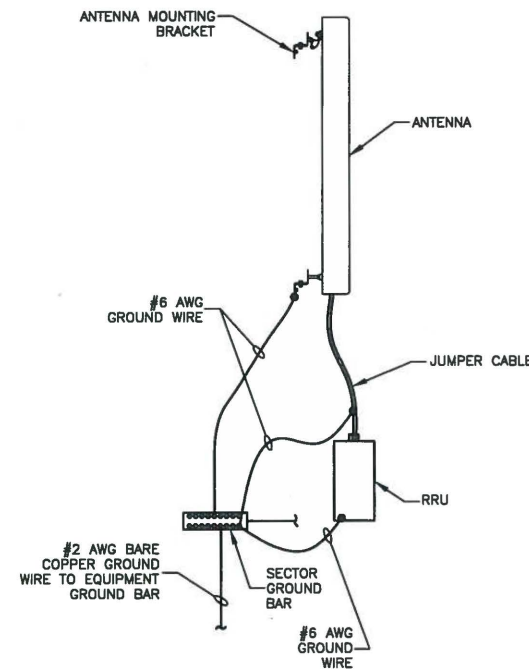 ANTENNA MOUNTING
BRACKET
ANTENNA
#6 AWG
GROUND WIRE
JUMPER CABLE
RRU
#2 AWG BARE
COPPER GROUND
WIRE TO EQUIPMENT
GROUND BAR
SECTOR
GROUND
BAR
#6 AWG
GROUND
WIRE